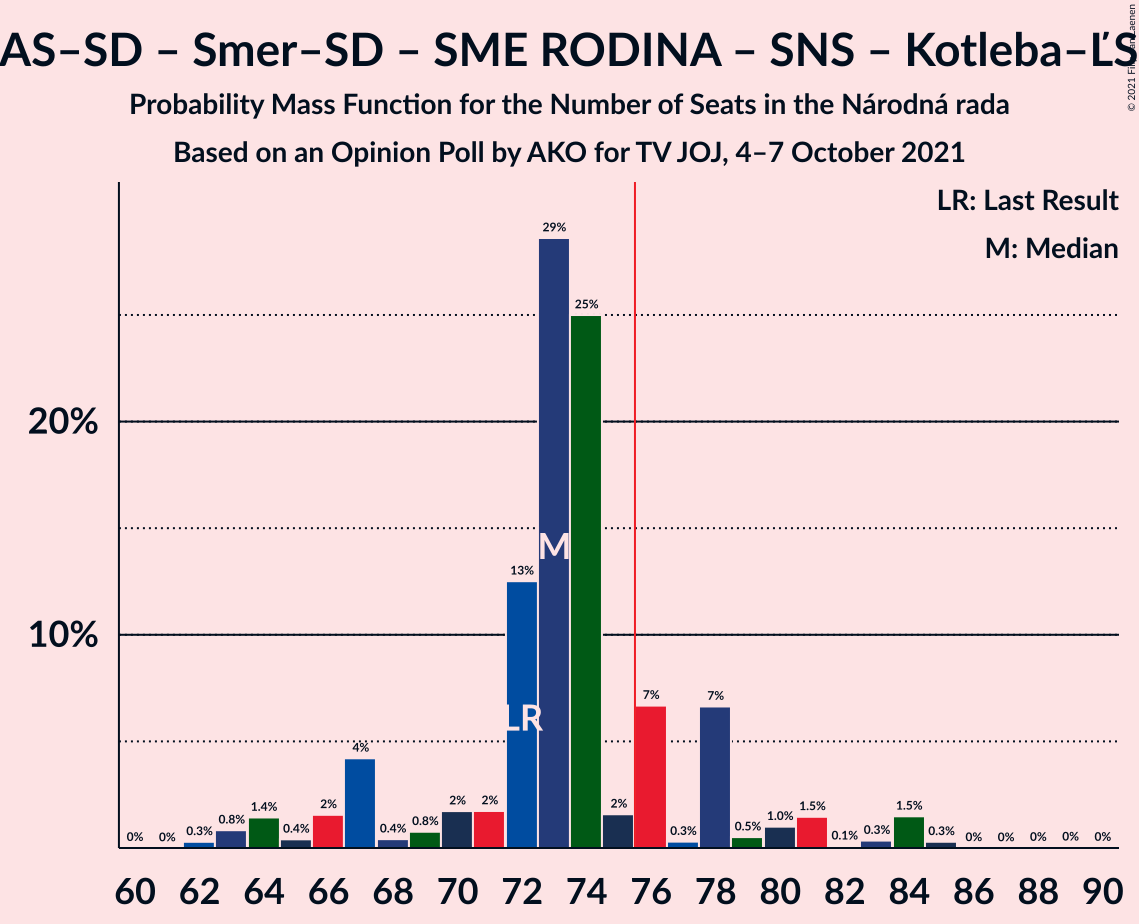 AS–SD – Smer–SD – SME RODINA – SNS – Kotleba–ĽS
Probability Mass Function for the Number of Seats in the Národná rada
Based on an Opinion Poll by AKO for TV JOJ, 4–7 October 2021
© 2021
LR: Last Result
M: Median
20%
10%
0% 0% 0.3% 0.8% 1.4% 0.4% 2% 4% 0.4% 0.8% 2% 2% 13% 29% 25% 2% 7% 0.3% 7% 0.5% 1.0% 1.5% 0.1% 0.3% 1.5% 0.3% 0% 0% 0% 0% 0%
M
LR
60 62 64 66 68 70 72 74 76 78 80 82 84 86 88 90